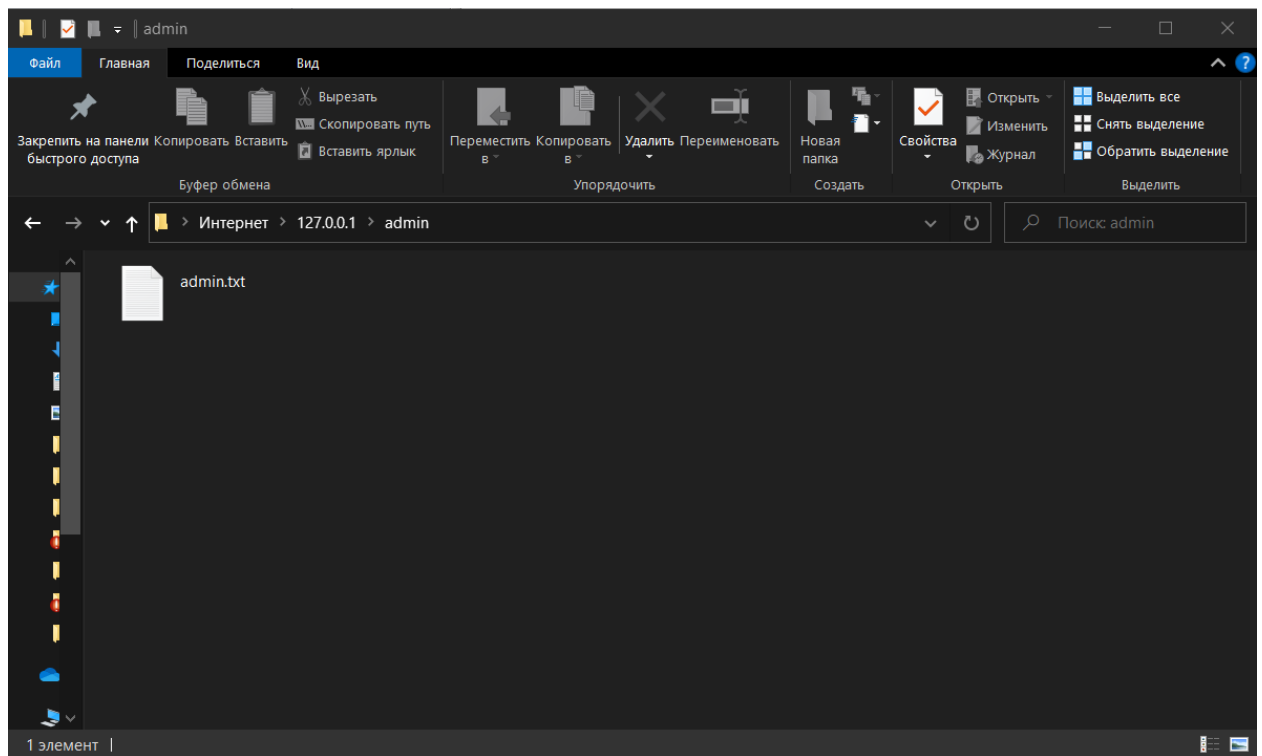 admin
Файл Главная Поделиться Вид
Закрепить на панели
быстрого доступа
Копировать
Вставить
Вырезать
Скопировать путь
Вставить ярлык
Буфер обмена
Переместить
в
Копировать
в
Удалить
Переименовать
Упорядочить
Новая
папка
Создать
Свойства
Открыть
Изменить
Журнал
Открыть
Выделить все
Снять выделение
Обратить выделение
Выделить
Интернет > 127.0.0.1 > admin
Поиск: admin
admin.txt
1 элемент